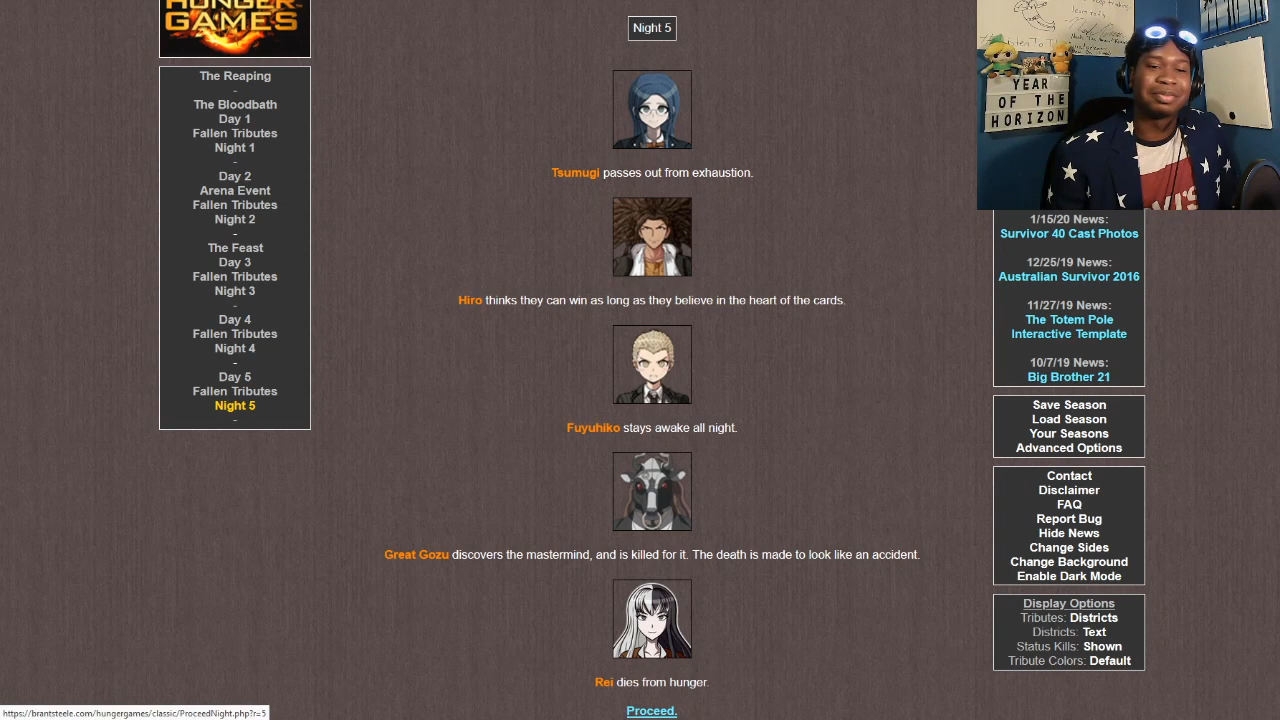 HUNGER
GAMES
The Reaping
-
The Bloodbath
Day 1
Fallen Tributes
Night 1
-
Day 2
Arena Event
Fallen Tributes
Night 2
-
The Feast
Day 3
Fallen Tributes
Night 3
-
Day 4
Fallen Tributes
Night 4
-
Day 5
Fallen Tributes
Night 5
-
Night 5
Tsumugi passes out from exhaustion.
Hiro thinks they can win as long as they believe in the heart of the cards.
Fuyuhiko stays awake all night.
Great Gozu discovers the mastermind, and is killed for it. The death is made to look like an accident.
Rei dies from hunger.
Proceed.
YEAR
OF THE
HORIZON
1/15/20 News:
Survivor 40 Cast Photos
12/25/19 News:
Australian Survivor 2016
11/27/19 News:
The Totem Pole
Interactive Template
10/7/19 News:
Big Brother 21
Save Season
Load Season
Your Seasons
Advanced Options
Contact
Disclaimer
FAQ
Report Bug
Hide News
Change Sides
Change Background
Enable Dark Mode
Display Options
Tributes: Districts
Districts: Text
Status Kills: Shown
Tribute Colors: Default
https://brantsteele.com/hungergames/classic/ProceedNight.php?r=5